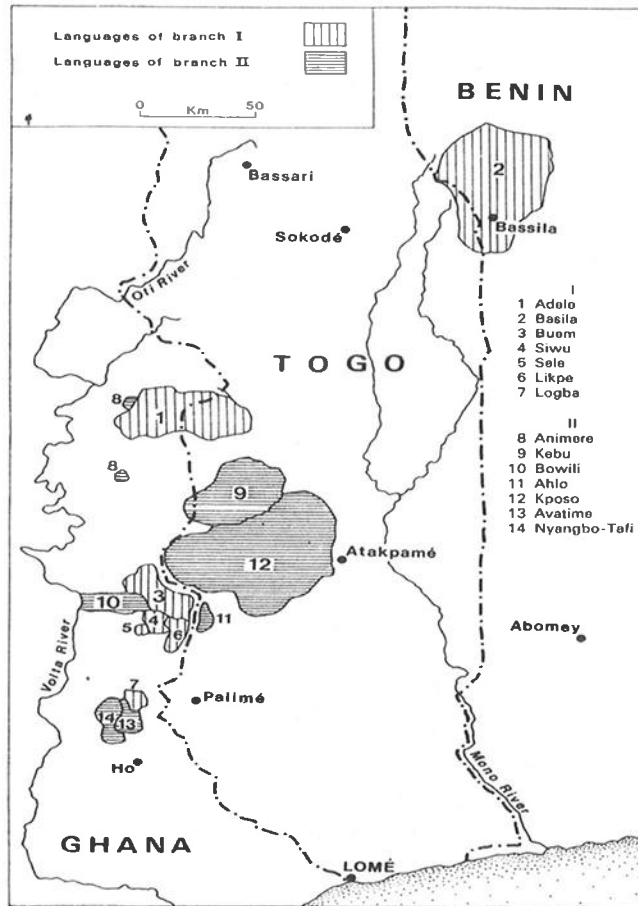 Languages of branch I
Languages of branch II
0 50
Km
BENIN
Bassari
2
Sokodé
Bassila
Oti River
I
1 Adele
2 Basila
3 Buem
4 Siwu
5 Sele
6 Likpe
7 Logba
TOGO
8
1
II
8 Animere
9 Kebu
10 Bowili
11 Ahlo
12 Kposo
13 Avatime
14 Nyangbo-Tafi
8
9
12
Atakpamé
3
10
4
5
6
11
Abomey
Volta River
7
Palimé
14
13
Ho
Mono River
GHANA
LOMÉ